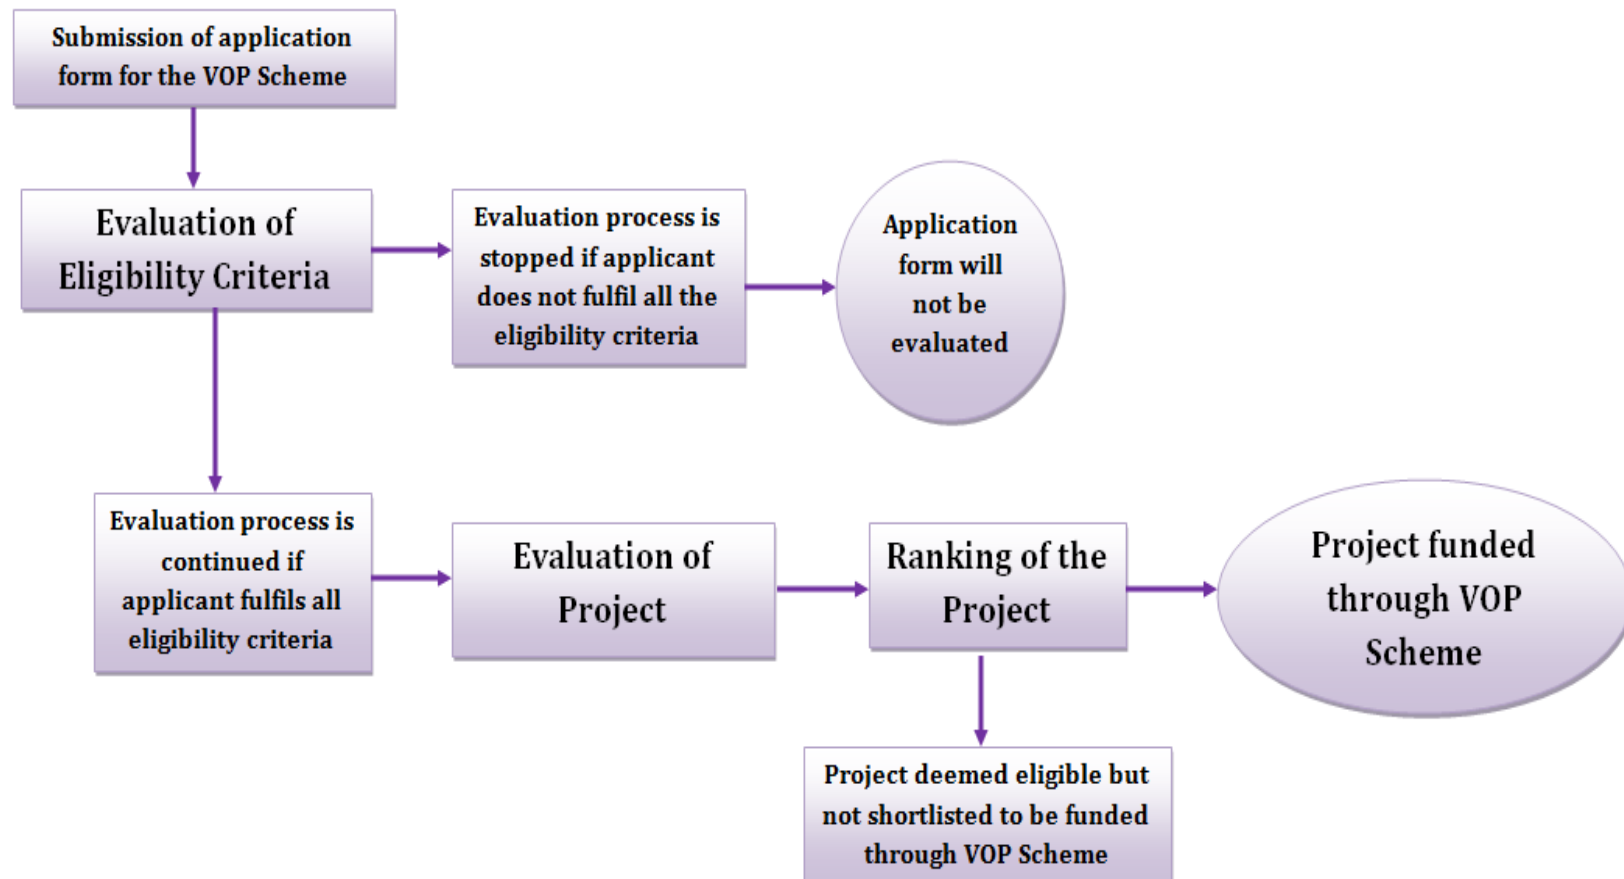 Submission of application
form for the VOP Scheme
Evaluation of
Eligibility Criteria
Evaluation process is
stopped if applicant
does not fulfil all the
eligibility criteria
Application
form will
not be
evaluated
Evaluation process is
continued if
applicant fulfils all
eligibility criteria
Evaluation of
Project
Ranking of the
Project
Project funded
through VOP
Scheme
Project deemed eligible but
not shortlisted to be funded
through VOP Scheme